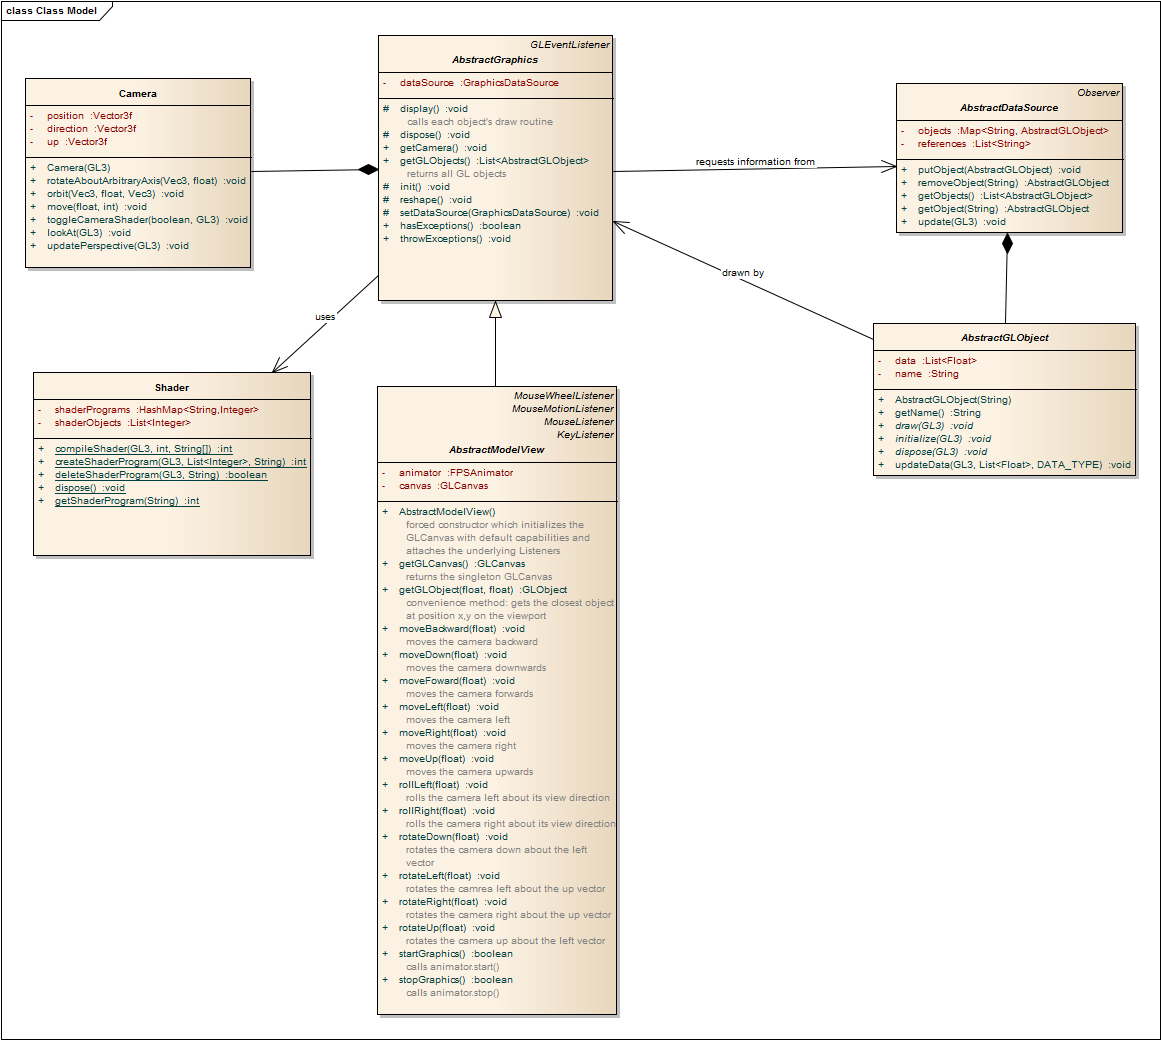 class Class Model
Camera
- position :Vector3f
- direction :Vector3f
- up :Vector3f
+ Camera(GL3)
+ rotateAboutArbitraryAxis(Vec3, float) :void
+ orbit(Vec3, float, Vec3) :void
+ move(float, int) :void
+ toggleCameraShader(boolean, GL3) :void
+ lookAt(GL3) :void
+ updatePerspective(GL3) :void
GLEventListener
AbstractGraphics
- dataSource :GraphicsDataSource
# display() :void
calls each object's draw routine
# dispose() :void
+ getCamera() :void
+ getGLObjects() :List<AbstractGLObject>
returns all GL objects
# init() :void
# reshape() :void
# setDataSource(GraphicsDataSource) :void
+ hasExceptions() :boolean
+ throwExceptions() :void
requests information from
Observer
AbstractDataSource
- objects :Map<String, AbstractGLObject>
- references :List<String>
+ putObject(AbstractGLObject) :void
+ removeObject(String) :AbstractGLObject
+ getObjects() :List<AbstractGLObject>
+ getObject(String) :AbstractGLObject
+ update(GL3) :void
drawn by
uses
AbstractGLObject
- data :List<Float>
- name :String
+ AbstractGLObject(String)
+ getName() :String
+ draw(GL3) :void
+ initialize(GL3) :void
+ dispose(GL3) :void
+ updateData(GL3, List<Float>, DATA_TYPE) :void
Shader
- shaderPrograms :HashMap<String,Integer>
- shaderObjects :List<Integer>
+ compileShader(GL3, int, String[]) :int
+ createShaderProgram(GL3, List<Integer>, String) :int
+ deleteShaderProgram(GL3, String) :boolean
+ dispose() :void
+ getShaderProgram(String) :int
MouseWheelListener
MouseMotionListener
MouseListener
KeyListener
AbstractModelView
- animator :FPSAnimator
- canvas :GLCanvas
+ AbstractModelView()
forced constructor which initializes the
GLCanvas with default capabilities and
attaches the underlying Listeners
+ getGLCanvas() :GLCanvas
returns the singleton GLCanvas
+ getGLObject(float, float) :GLObject
convenience method: gets the closest object
at position x,y on the viewport
+ moveBackward(float) :void
moves the camera backward
+ moveDown(float) :void
moves the camera downwards
+ moveFoward(float) :void
moves the camera forwards
+ moveLeft(float) :void
moves the camera left
+ moveRight(float) :void
moves the camera right
+ moveUp(float) :void
moves the camera upwards
+ rollLeft(float) :void
rolls the camera left about its view direction
+ rollRight(float) :void
rolls the camera right about its view direction
+ rotateDown(float) :void
rotates the camera down about the left
vector
+ rotateLeft(float) :void
rotates the camrea left about the up vector
+ rotateRight(float) :void
rotates the camera right about the up vector
+ rotateUp(float) :void
rotates the camera up about the left vector
+ startGraphics() :boolean
calls animator.start()
+ stopGraphics() :boolean
calls animator.stop()